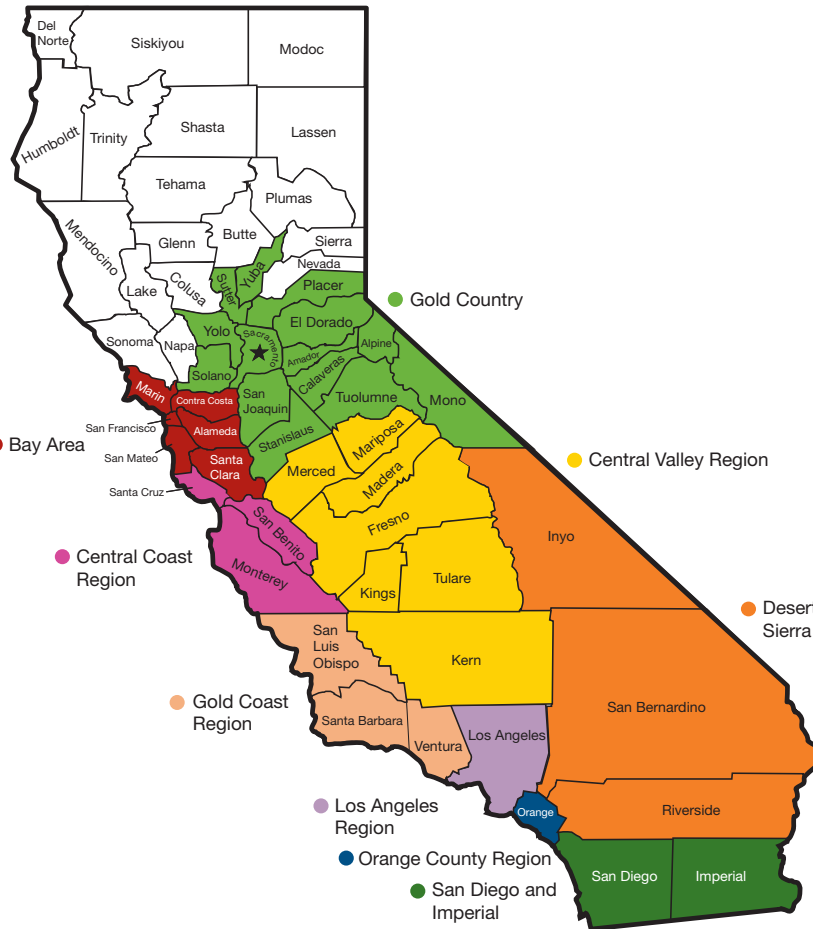 Del
Norte
Siskiyou
Modoc
Humboldt
Trinity
Shasta
Lassen
Tehama
Plumas
Mendocino
Glenn
Butte
Sierra
Nevada
Lake
Colusa
Sutter
Yuba
Placer
Gold Country
Sonoma
Napa
Yolo
Sacramento
El Dorado
Alpine
Amador
Solano
Calaveras
Marin
Contra Costa
San
Joaquin
Tuolumne
Mono
San Francisco
Alameda
Stanislaus
Bay Area
San Mateo
Santa
Clara
Merced
Mariposa
Central Valley Region
Santa Cruz
Madera
San Benito
Fresno
Inyo
Central Coast
Region
Monterey
Kings
Tulare
Desert
Sierra
San
Luis
Obispo
Kern
Gold Coast
Region
Santa Barbara
Ventura
Los Angeles
San Bernardino
Los Angeles
Region
Orange
Riverside
Orange County Region
San Diego
Imperial
San Diego and
Imperial